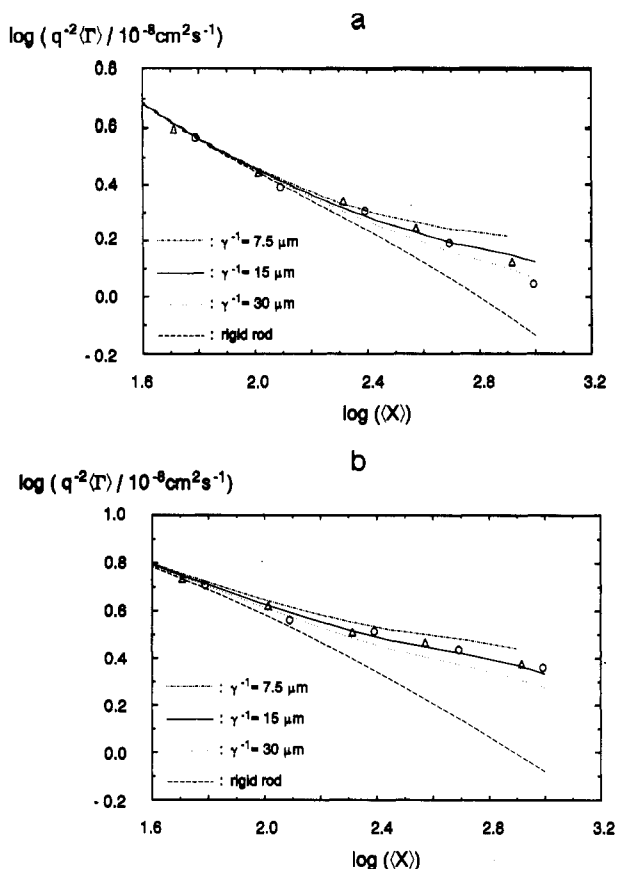 a
log ( q⁻²⟨Γ⟩ / 10⁻⁸cm²s⁻¹)
0.8
0.6
0.4
0.2
0.0
- 0.2
: γ⁻¹ = 7.5 μm
: γ⁻¹ = 15 μm
: γ⁻¹ = 30 μm
: rigid rod
1.6 2.0 2.4 2.8 3.2
log (⟨X⟩)
b
log ( q⁻²⟨Γ⟩ / 10⁻⁸cm²s⁻¹)
1.0
0.8
0.6
0.4
0.2
0.0
- 0.2
: γ⁻¹= 7.5 μm
: γ⁻¹= 15 μm
: γ⁻¹= 30 μm
: rigid rod
1.6 2.0 2.4 2.8 3.2
log (⟨X⟩)